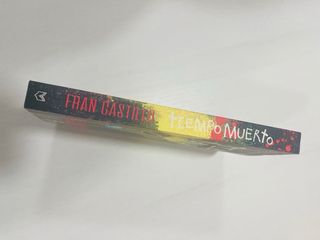 FRAN CASTILLO
TIEMPO MUERTO